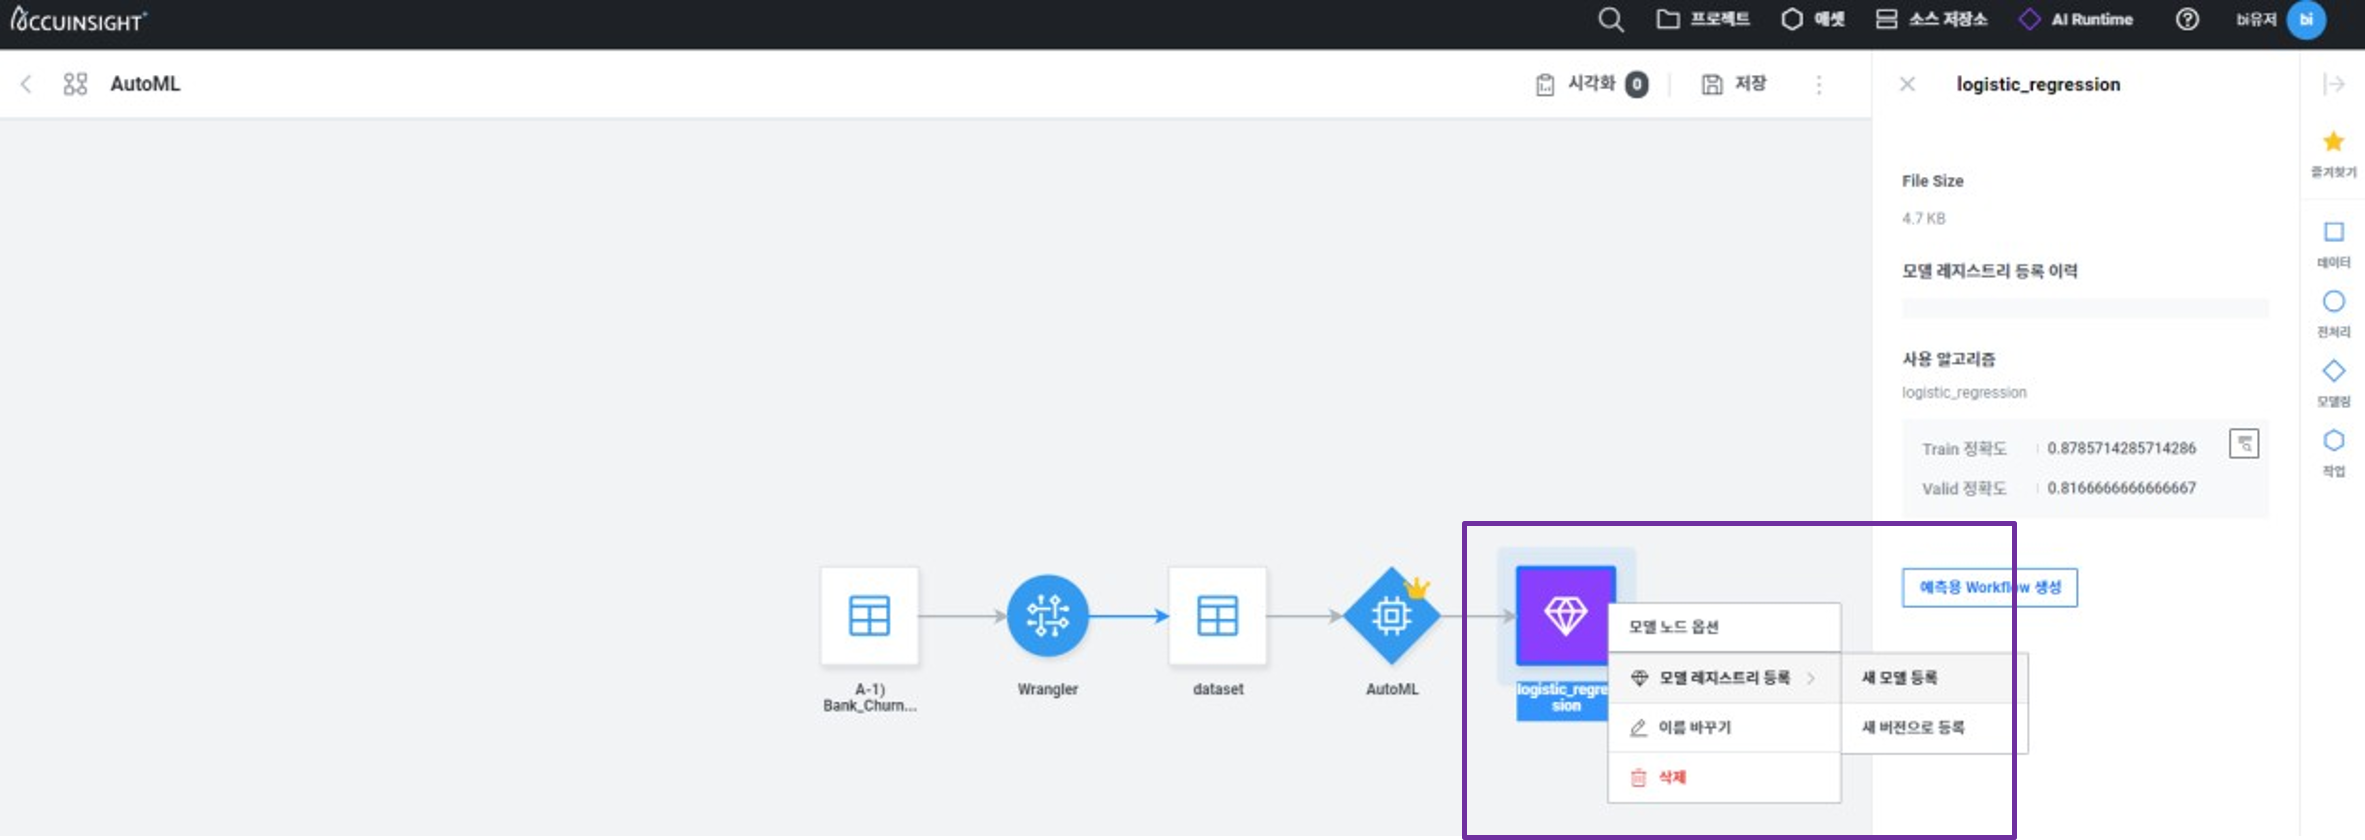 ACCUINSIGHT+
프로젝트
애셋
소스 저장소
AI Runtime
bi유저
bi
AutoML
시각화 0
저장
logistic_regression
즐겨찾기
File Size
4.7 KB
모델 레지스트리 등록 이력
데이터
전처리
사용 알고리즘
logistic_regression
모델링
Train 정확도 0.8785714285714286
작업
Valid 정확도 0.8166666666666667
예측용 Workflow 생성
A-1)
Bank_Churn...
Wrangler
dataset
AutoML
logistic_regre
sion
모델 노드 옵션
모델 레지스트리 등록
새 모델 등록
이름 바꾸기
새 버전으로 등록
삭제